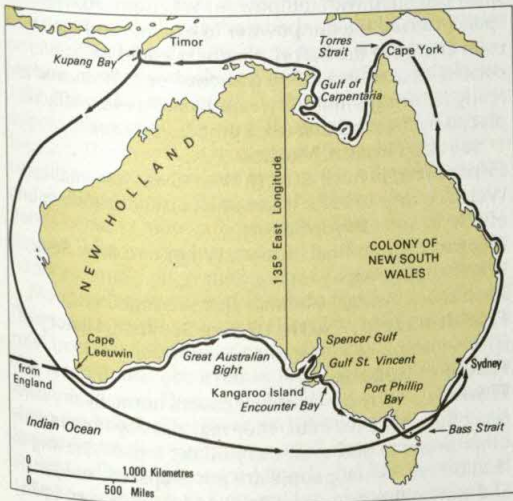 Timor
Kupang Bay
Torres
Strait
Cape York
Gulf of
Carpentaria
NEW HOLLAND
135° East Longitude
COLONY OF
NEW SOUTH
WALES
Cape
Leeuwin
Great Australian
Bight
Spencer Gulf
Gulf St. Vincent
Sydney
from
England
Kangaroo Island
Port Phillip
Bay
Encounter Bay
Bass Strait
Indian Ocean
0
1,000 Kilometres
0
500 Miles